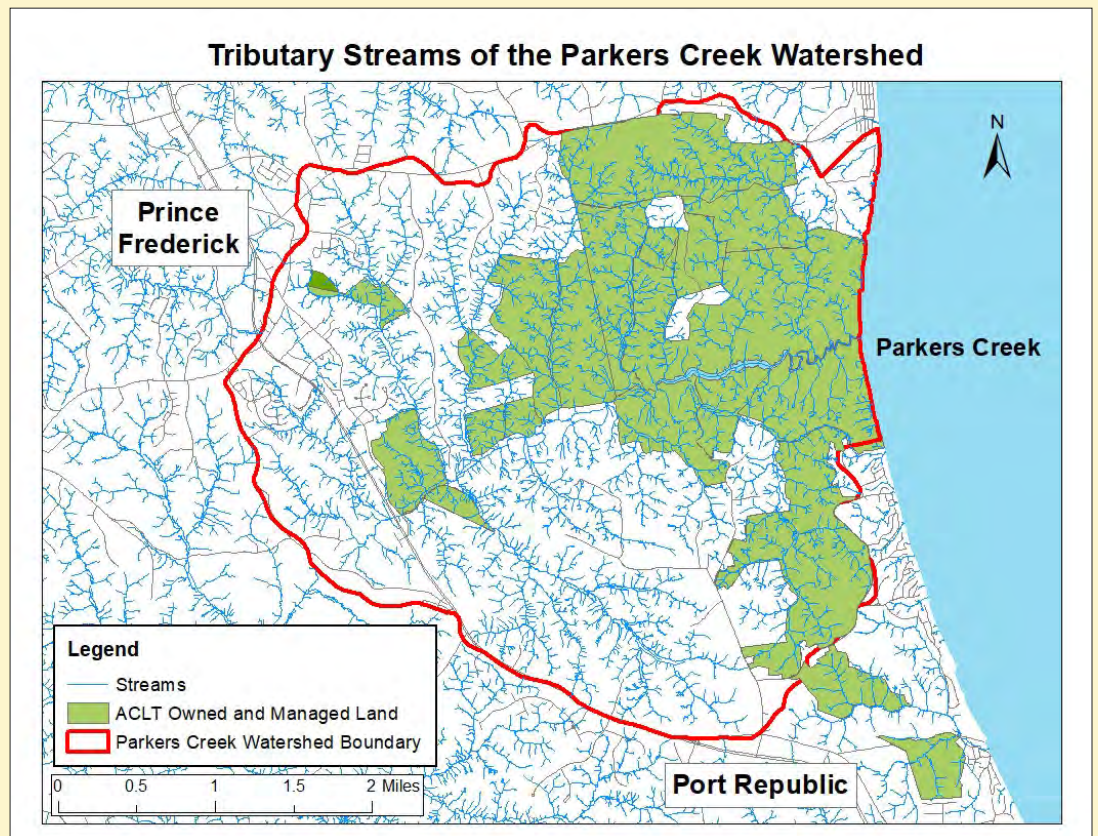 Tributary Streams of the Parkers Creek Watershed
N
Prince
Frederick
Parkers Creek
Legend
Streams
ACLT Owned and Managed Land
Parkers Creek Watershed Boundary
0 0.5 1 1.5 2 Miles
Port Republic